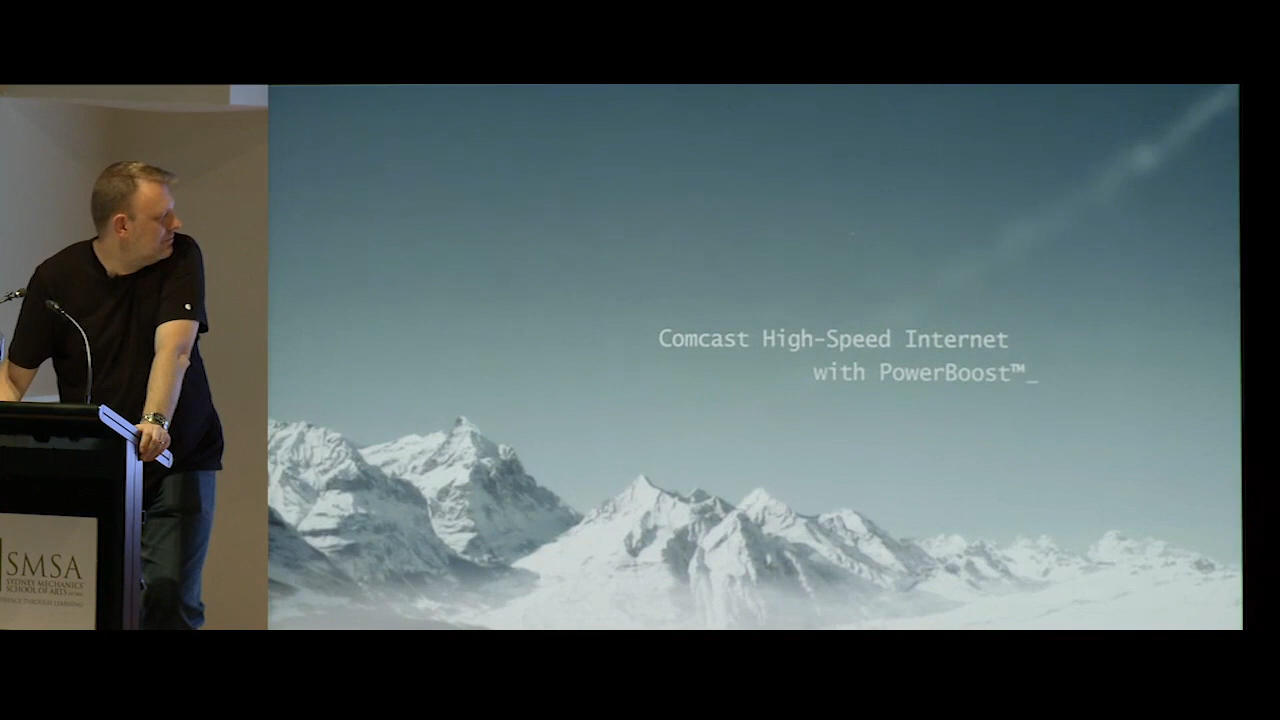 Comcast High-Speed Internet
with PowerBoost™_
SMSA
SYDNEY MECHANICS'
SCHOOL OF ARTS